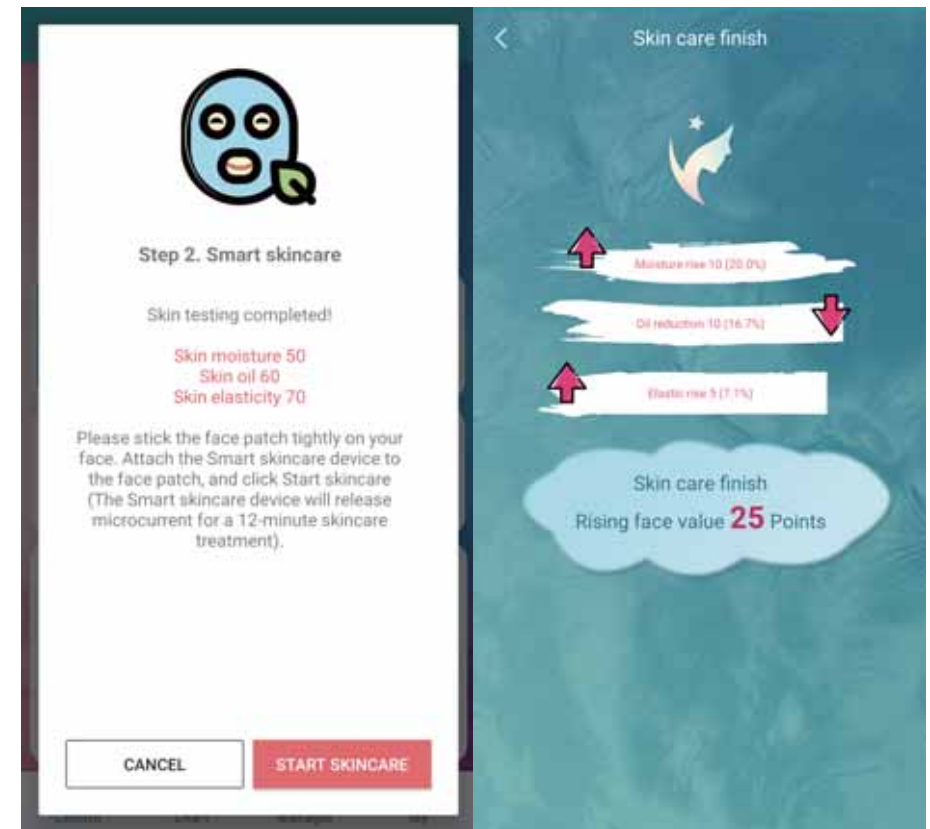 Step 2. Smart skincare
Skin testing completed!
Skin moisture 50
Skin oil 60
Skin elasticity 70
Please stick the face patch tightly on your
face. Attach the Smart skincare device to
the face patch, and click Start skincare
(The Smart skincare device will release
microcurrent for a 12-minute skincare
treatment).
CANCEL
START SKINCARE
Skin care finish
Moisture rise 10 (20.0%)
Oil reduction 10 (16.7%)
Elastic rise 5 (7.1%)
Skin care finish
Rising face value 25 Points